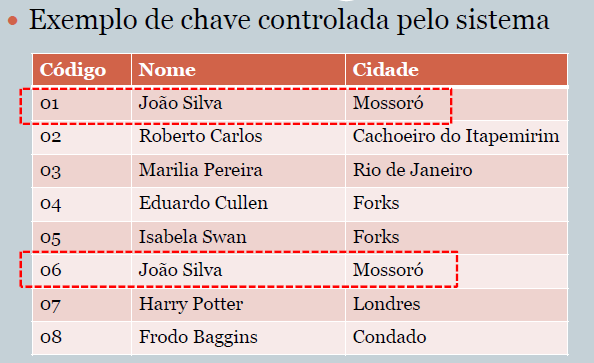 • Exemplo de chave controlada pelo sistema
Código Nome Cidade
01 João Silva Mossoró
02 Roberto Carlos Cachoeiro do Itapemirim
03 Marilia Pereira Rio de Janeiro
04 Eduardo Cullen Forks
05 Isabela Swan Forks
06 João Silva Mossoró
07 Harry Potter Londres
08 Frodo Baggins Condado